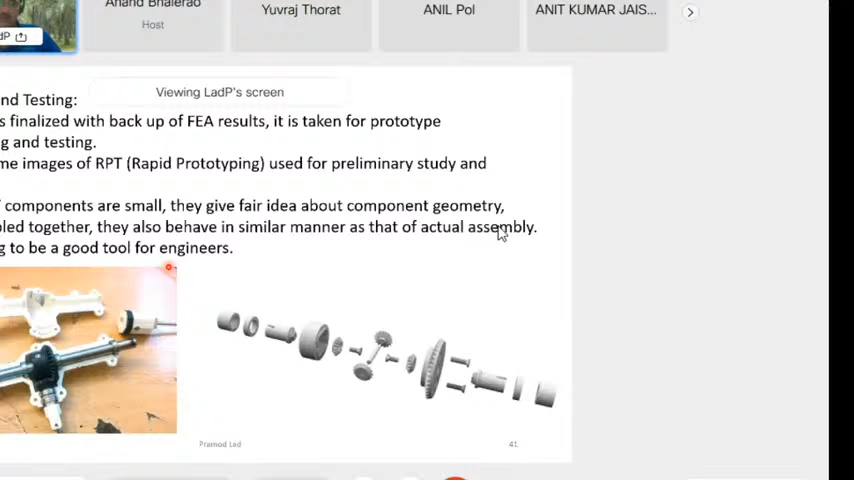 Anand Bhalerao
Yuvraj Thorat
ANIL Pol
ANIT KUMAR JAIS...
Host
dP
Viewing LadP's screen
nd Testing:
s finalized with back up of FEA results, it is taken for prototype
g and testing.
me images of RPT (Rapid Prototyping) used for preliminary study and
components are small, they give fair idea about component geometry,
led together, they also behave in similar manner as that of actual assembly.
g to be a good tool for engineers.
Pramod Lad
41